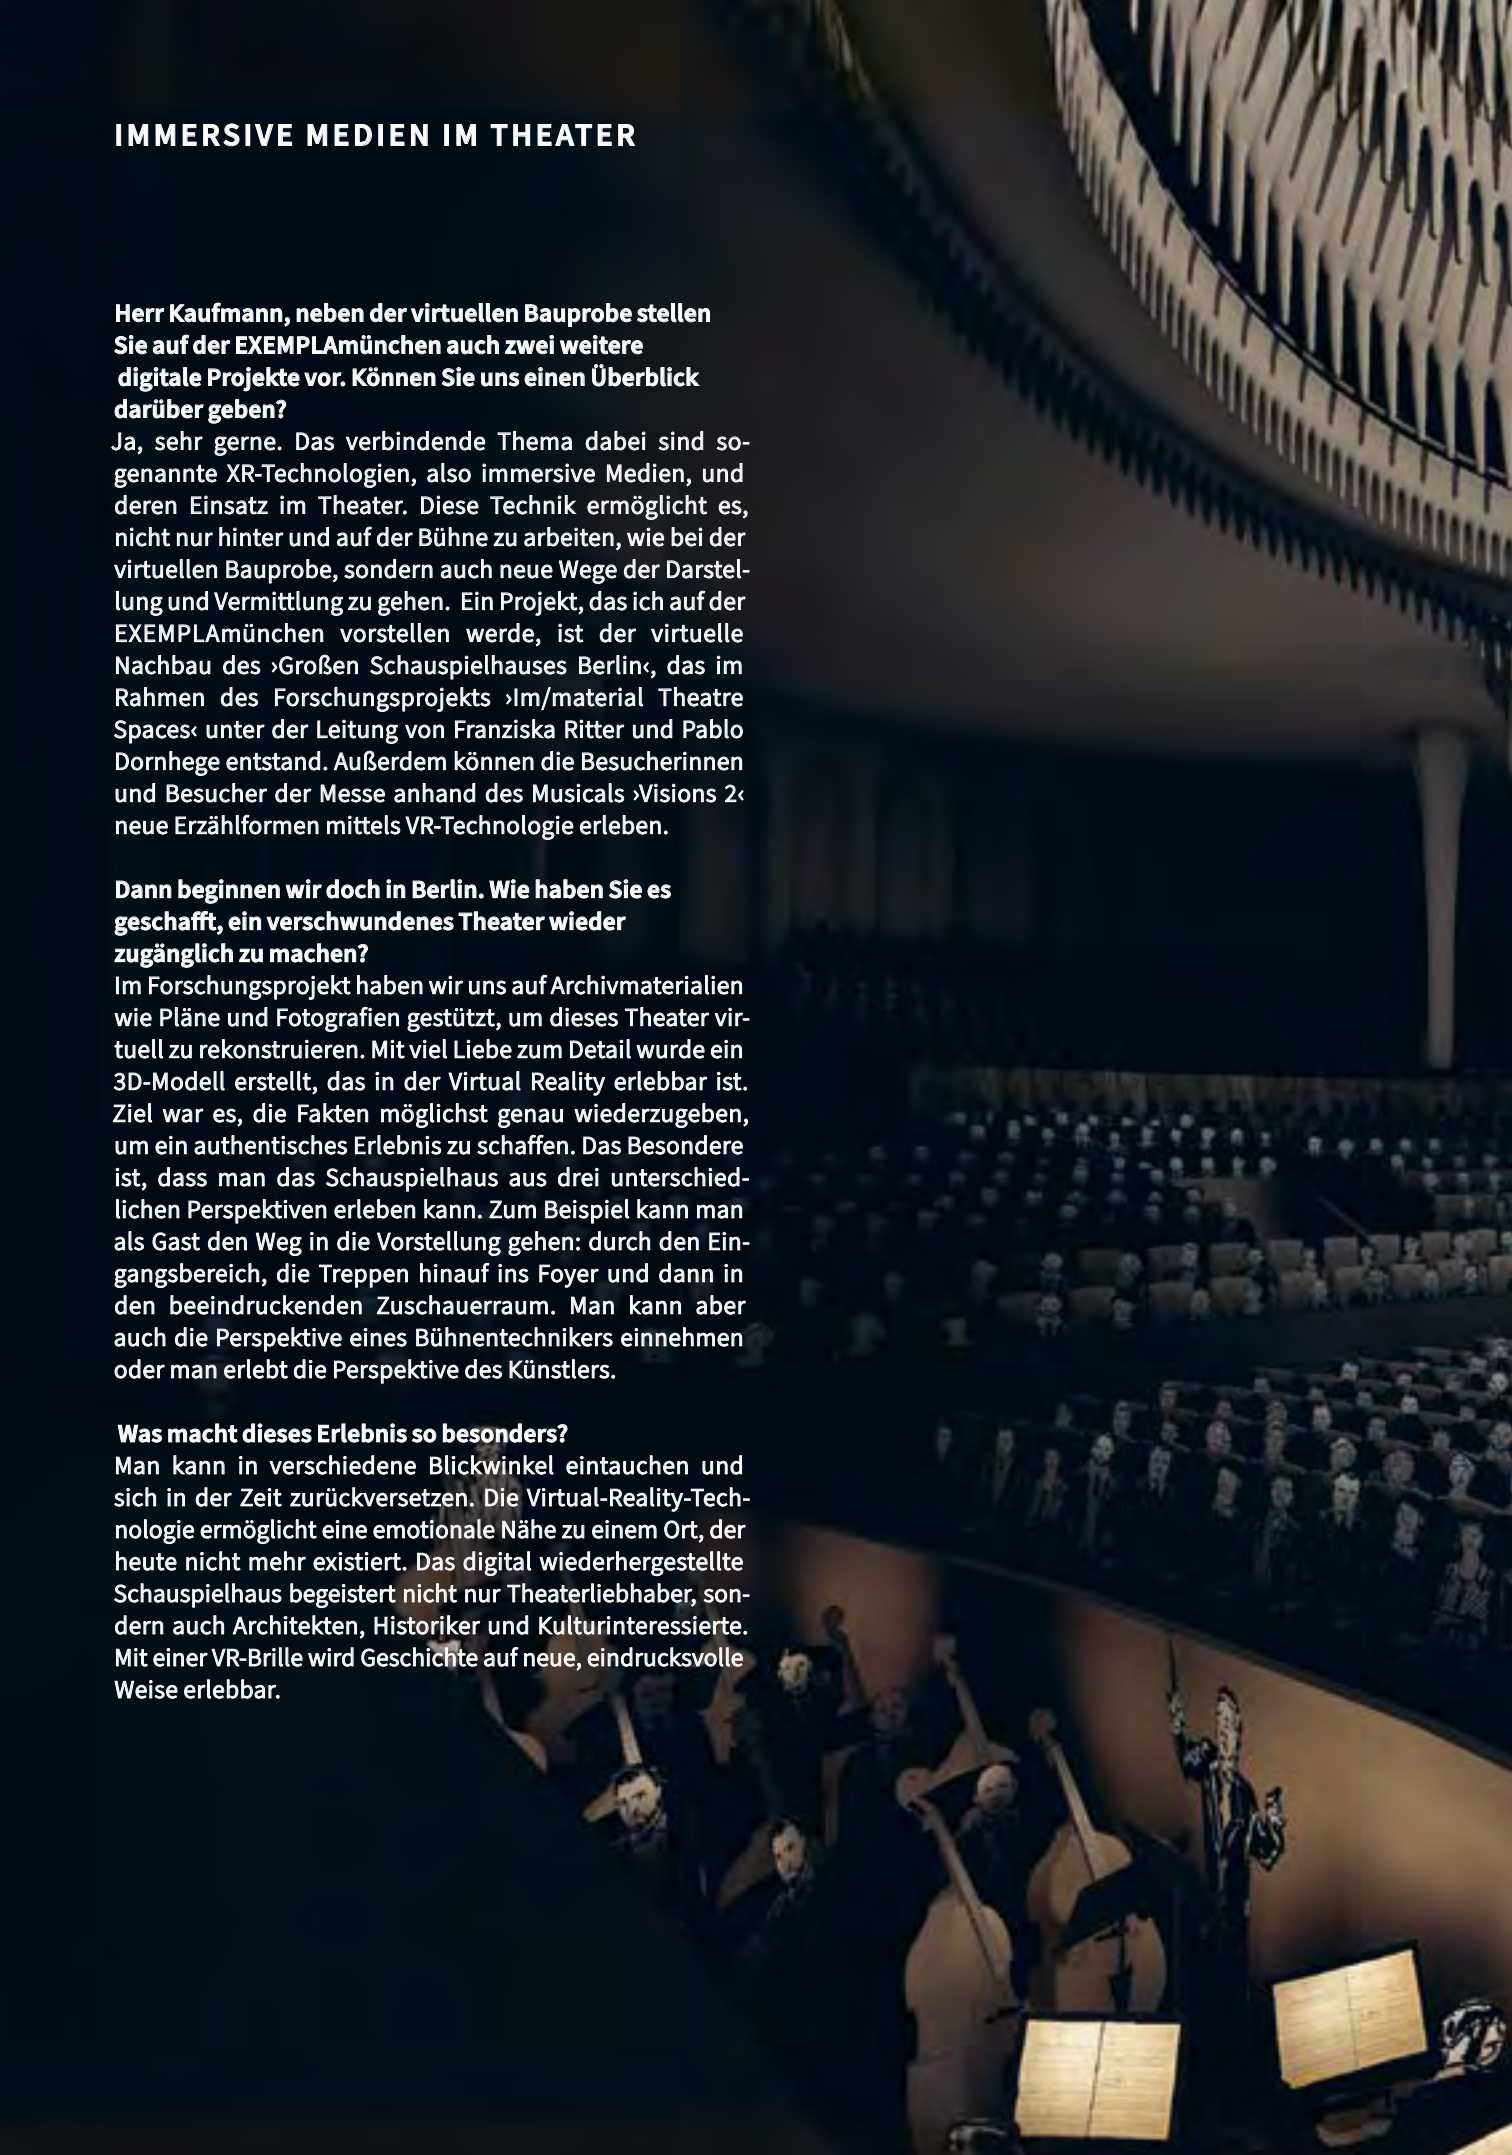 IMMERSIVE MEDIEN IM THEATER
Herr Kaufmann, neben der virtuellen Bauprobe stellen
Sie auf der EXEMPLAmünchen auch zwei weitere
digitale Projekte vor. Können Sie uns einen Überblick
darüber geben?
Ja, sehr gerne. Das verbindende Thema dabei sind so-
genannte XR-Technologien, also immersive Medien, und
deren Einsatz im Theater. Diese Technik ermöglicht es,
nicht nur hinter und auf der Bühne zu arbeiten, wie bei der
virtuellen Bauprobe, sondern auch neue Wege der Darstel-
lung und Vermittlung zu gehen. Ein Projekt, das ich auf der
EXEMPLAmünchen vorstellen werde, ist der virtuelle
Nachbau des ›Großen Schauspielhauses Berlin‹, das im
Rahmen des Forschungsprojekts ›Im/material Theatre
Spaces‹ unter der Leitung von Franziska Ritter und Pablo
Dornhege entstand. Außerdem können die Besucherinnen
und Besucher der Messe anhand des Musicals ›Visions 2‹
neue Erzählformen mittels VR-Technologie erleben.
Dann beginnen wir doch in Berlin. Wie haben Sie es
geschafft, ein verschwundenes Theater wieder
zugänglich zu machen?
Im Forschungsprojekt haben wir uns auf Archivmaterialien
wie Pläne und Fotografien gestützt, um dieses Theater vir-
tuell zu rekonstruieren. Mit viel Liebe zum Detail wurde ein
3D-Modell erstellt, das in der Virtual Reality erlebbar ist.
Ziel war es, die Fakten möglichst genau wiederzugeben,
um ein authentisches Erlebnis zu schaffen. Das Besondere
ist, dass man das Schauspielhaus aus drei unterschied-
lichen Perspektiven erleben kann. Zum Beispiel kann man
als Gast den Weg in die Vorstellung gehen: durch den Ein-
gangsbereich, die Treppen hinauf ins Foyer und dann in
den beeindruckenden Zuschauerraum. Man kann aber
auch die Perspektive eines Bühnentechnikers einnehmen
oder man erlebt die Perspektive des Künstlers.
Was macht dieses Erlebnis so besonders?
Man kann in verschiedene Blickwinkel eintauchen und
sich in der Zeit zurückversetzen. Die Virtual-Reality-Tech-
nologie ermöglicht eine emotionale Nähe zu einem Ort, der
heute nicht mehr existiert. Das digital wiederhergestellte
Schauspielhaus begeistert nicht nur Theaterliebhaber, son-
dern auch Architekten, Historiker und Kulturinteressierte.
Mit einer VR-Brille wird Geschichte auf neue, eindrucksvolle
Weise erlebbar.